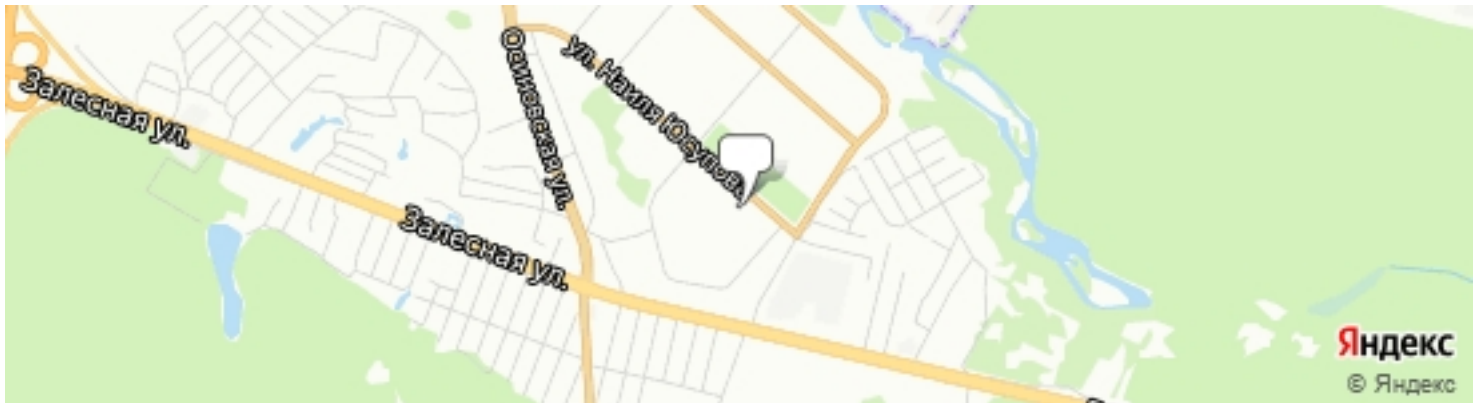 Залесная ул.
Осиновская ул.
ул. Наиля Юсупова
Залесная ул.
Яндекс
© Яндекс